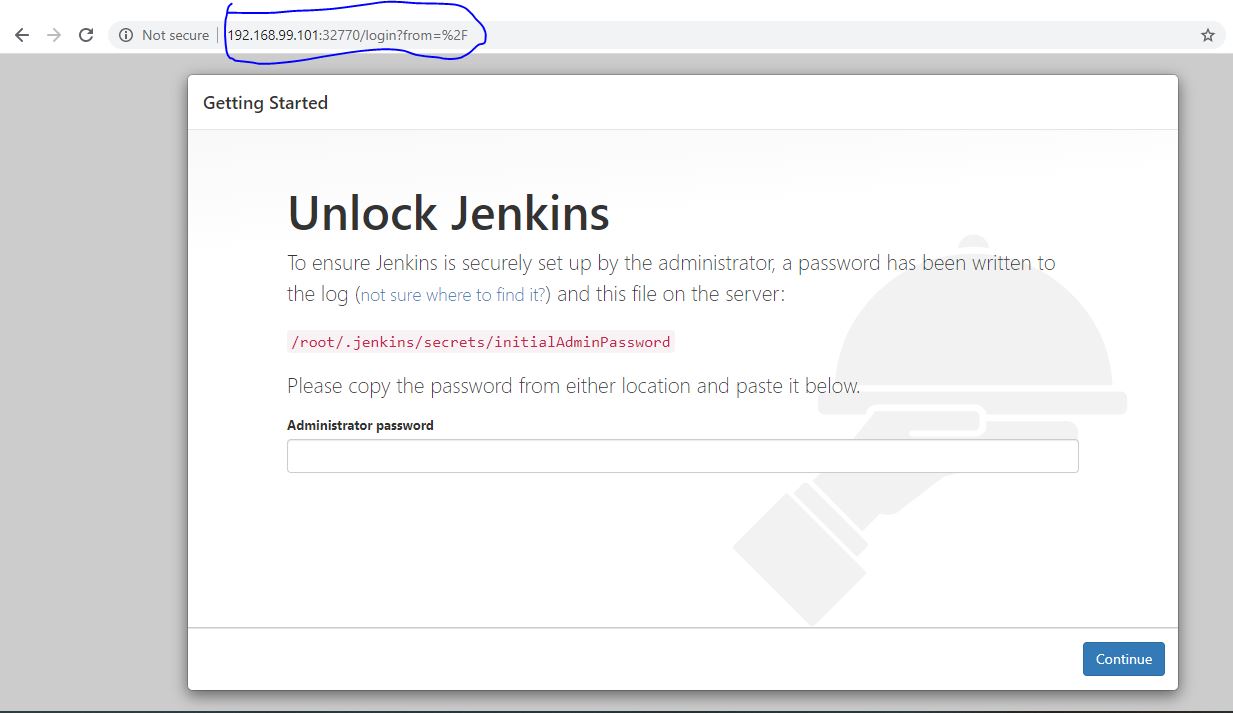 Not secure | 192.168.99.101:32770/login?from=%2F
Getting Started
Unlock Jenkins
To ensure Jenkins is securely set up by the administrator, a password has been written to
the log (not sure where to find it?) and this file on the server:
/root/.jenkins/secrets/initialAdminPassword
Please copy the password from either location and paste it below.
Administrator password
Continue